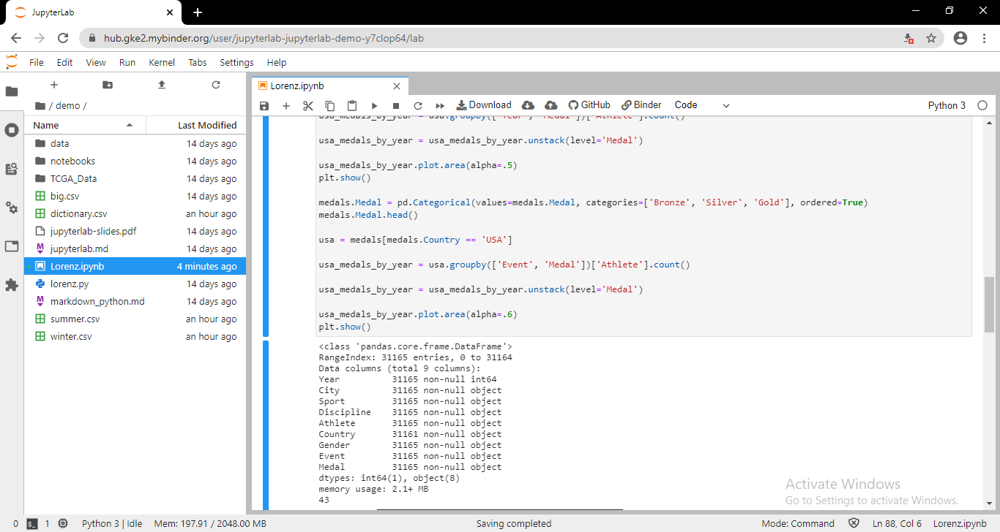 JupyterLab
hub.gke2.mybinder.org/user/jupyterlab-jupyterlab-demo-y7clop64/lab
File Edit View Run Kernel Tabs Settings Help
Lorenz.ipynb
/ demo /
Download GitHub Binder Code Python 3
Name Last Modified
data 14 days ago
notebooks 14 days ago
TCGA_Data 14 days ago
big.csv 14 days ago
dictionary.csv an hour ago
jupyterlab-slides.pdf 14 days ago
jupyterlab.md 14 days ago
Lorenz.ipynb 4 minutes ago
lorenz.py 14 days ago
markdown_python.md 14 days ago
summer.csv an hour ago
winter.csv an hour ago
usa_medals_by_year = usa.groupby(['Year', 'Medal'])['Athlete'].count()
usa_medals_by_year = usa_medals_by_year.unstack(level='Medal')
usa_medals_by_year.plot.area(alpha=.5)
plt.show()
medals.Medal = pd.Categorical(values=medals.Medal, categories=['Bronze', 'Silver', 'Gold'], ordered=True)
medals.Medal.head()
usa = medals[medals.Country == 'USA']
usa_medals_by_year = usa.groupby(['Event', 'Medal'])['Athlete'].count()
usa_medals_by_year = usa_medals_by_year.unstack(level='Medal')
usa_medals_by_year.plot.area(alpha=.6)
plt.show()
<class 'pandas.core.frame.DataFrame'>
RangeIndex: 31165 entries, 0 to 31164
Data columns (total 9 columns):
Year 31165 non-null int64
City 31165 non-null object
Sport 31165 non-null object
Discipline 31165 non-null object
Athlete 31165 non-null object
Country 31161 non-null object
Gender 31165 non-null object
Event 31165 non-null object
Medal 31165 non-null object
dtypes: int64(1), object(8)
memory usage: 2.1+ MB
43
Activate Windows
Go to Settings to activate Windows.
0 $_ 1 Python 3 | Idle Mem: 197.91 / 2048.00 MB Saving completed Mode: Command Ln 88, Col 6 Lorenz.ipynb